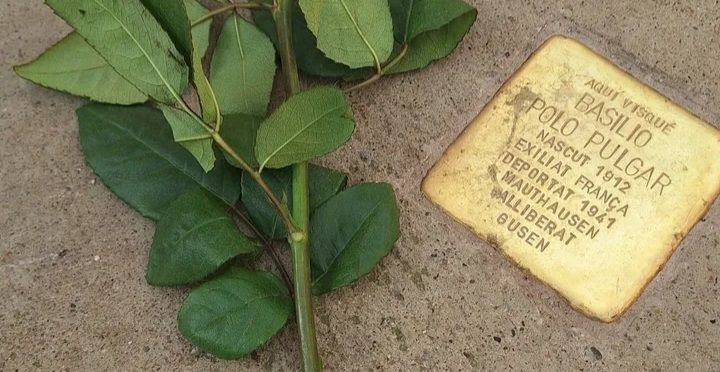 AQUÍ VISQUÉ
BASILIO
POLO PULGAR
NASCUT 1912
EXILIAT FRANÇA
DEPORTAT 1941
MAUTHAUSEN
ALLIBERAT
GUSEN